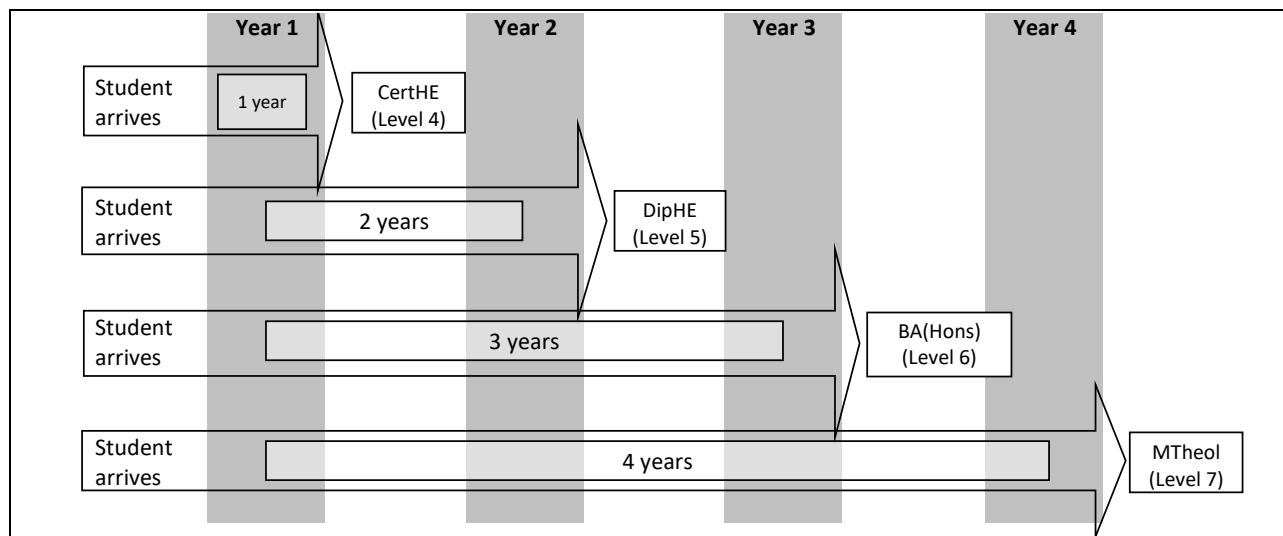 Year 1 Year 2 Year 3 Year 4
Student
arrives
1 year
CertHE
(Level 4)
Student
arrives
2 years
DipHE
(Level 5)
Student
arrives
3 years
BA(Hons)
(Level 6)
Student
arrives
4 years
MTheol
(Level 7)